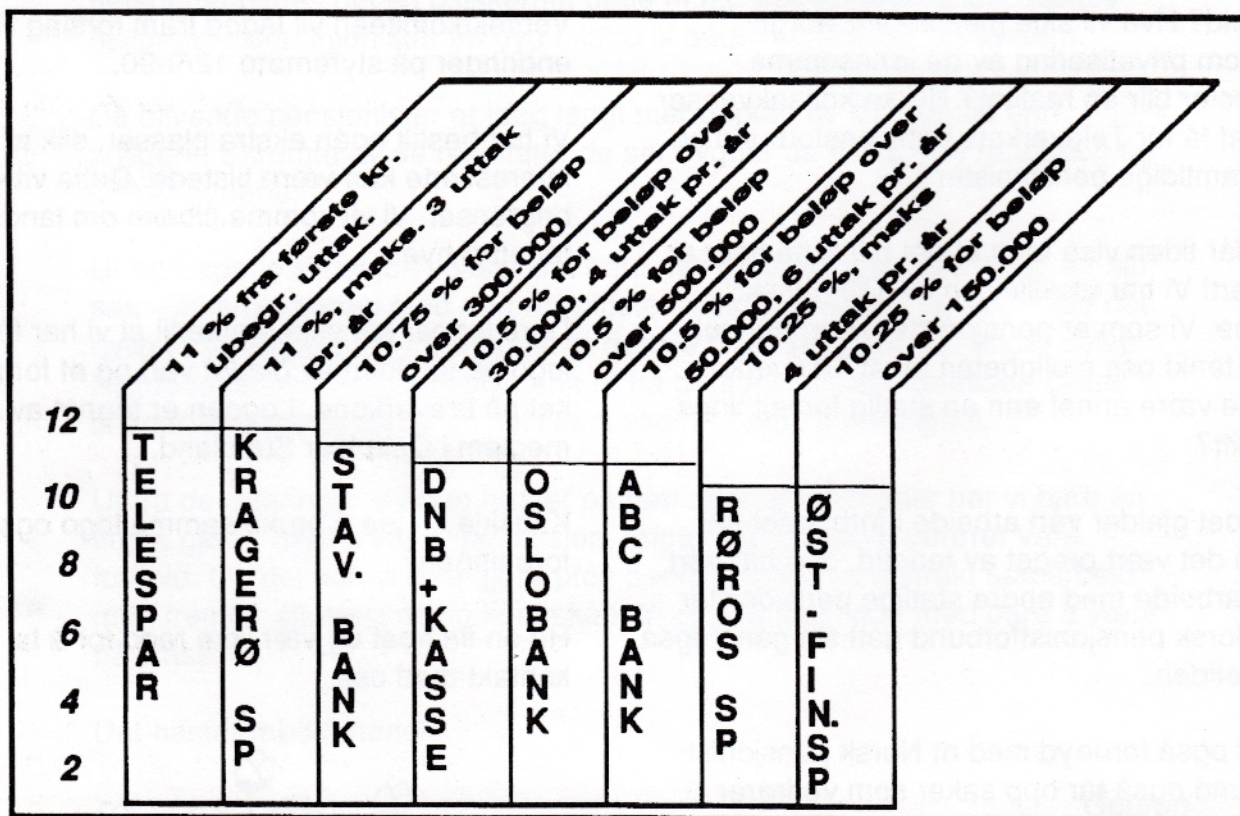 11 % fra første kr-
ubegr. uttak pr. år
11 %, maks. 3 uttak
pr. år
10.75 % for beløp
over 300.000
10.5 % for beløp over
30.000, 4 uttak pr. år
10.5 % for beløp
over 500.000
10.5 % for beløp over
50.000, 6 uttak pr. år
10.25 %, maks
4 uttak pr. år
10.25 % for beløp
over 150.000
12
10
8
6
4
2
TELESPAR
KRAGERØ SP
STAV. BANK
DNB + KASSE
OSLOBANK
ABC BANK
RØROS SP
ØST.FIN.SP